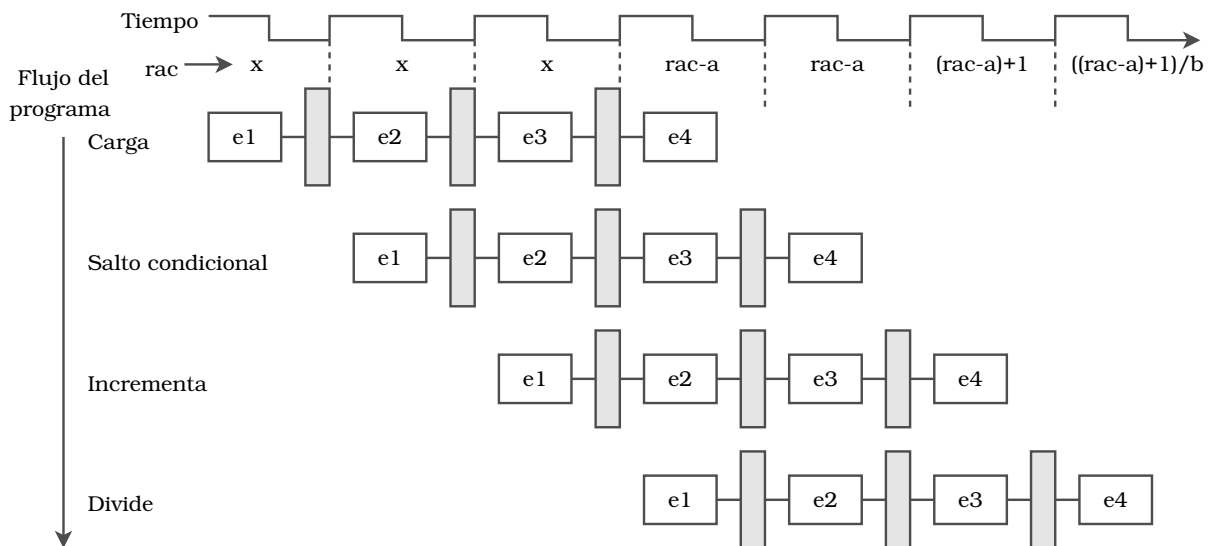 Tiempo
rac x x x rac-a rac-a (rac-a)+1 ((rac-a)+1)/b
Flujo del
programa
Carga e1 e2 e3 e4
Salto condicional e1 e2 e3 e4
Incrementa e1 e2 e3 e4
Divide e1 e2 e3 e4